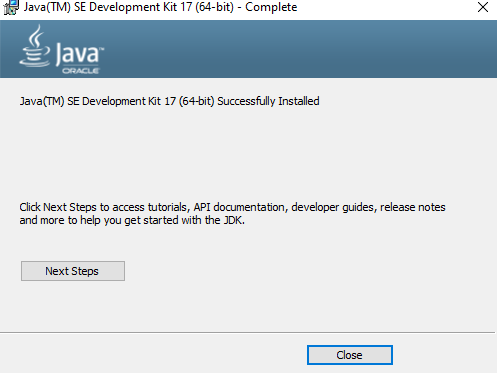 Java(TM) SE Development Kit 17 (64-bit) - Complete
Java™
ORACLE
Java(TM) SE Development Kit 17 (64-bit) Successfully Installed
Click Next Steps to access tutorials, API documentation, developer guides, release notes
and more to help you get started with the JDK.
Next Steps
Close